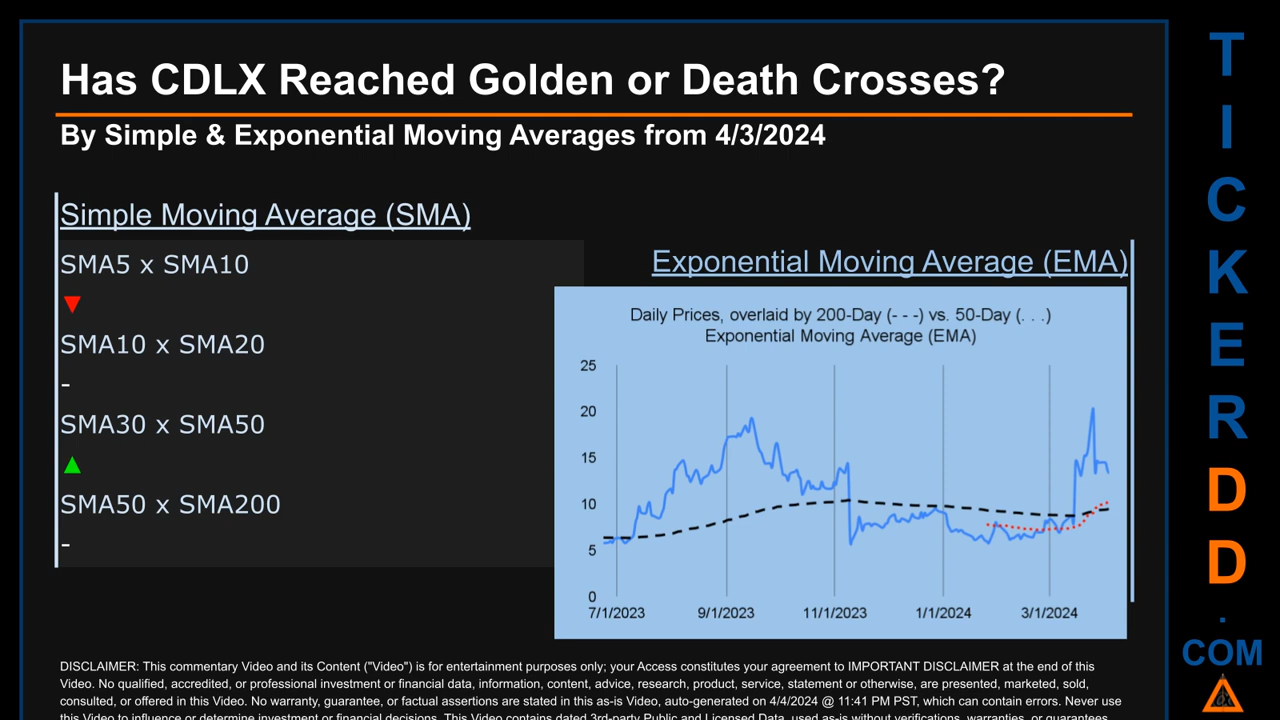 Has CDLX Reached Golden or Death Crosses?
By Simple & Exponential Moving Averages from 4/3/2024
Simple Moving Average (SMA)
SMA5 x SMA10
▼
SMA10 x SMA20
-
SMA30 x SMA50
▲
SMA50 x SMA200
-
Exponential Moving Average (EMA)
Daily Prices, overlaid by 200-Day (- - -) vs. 50-Day (. . .)
Exponential Moving Average (EMA)
25
20
15
10
5
0
7/1/2023 9/1/2023 11/1/2023 1/1/2024 3/1/2024
DISCLAIMER: This commentary Video and its Content ("Video") is for entertainment purposes only; your Access constitutes your agreement to IMPORTANT DISCLAIMER at the end of this
Video. No qualified, accredited, or professional investment or financial data, information, content, advice, research, product, service, statement or otherwise, are presented, marketed, sold,
consulted, or offered in this Video. No warranty, guarantee, or factual assertions are stated in this as-is Video, auto-generated on 4/4/2024 @ 11:41 PM PST, which can contain errors. Never use
this Video to influence or determine investment or financial decisions. This Video contains dated 3rd-party Public and Licensed Data, used as-is without verifications, warranties, or guarantees
T
I
C
K
E
R
D
D
.
COM